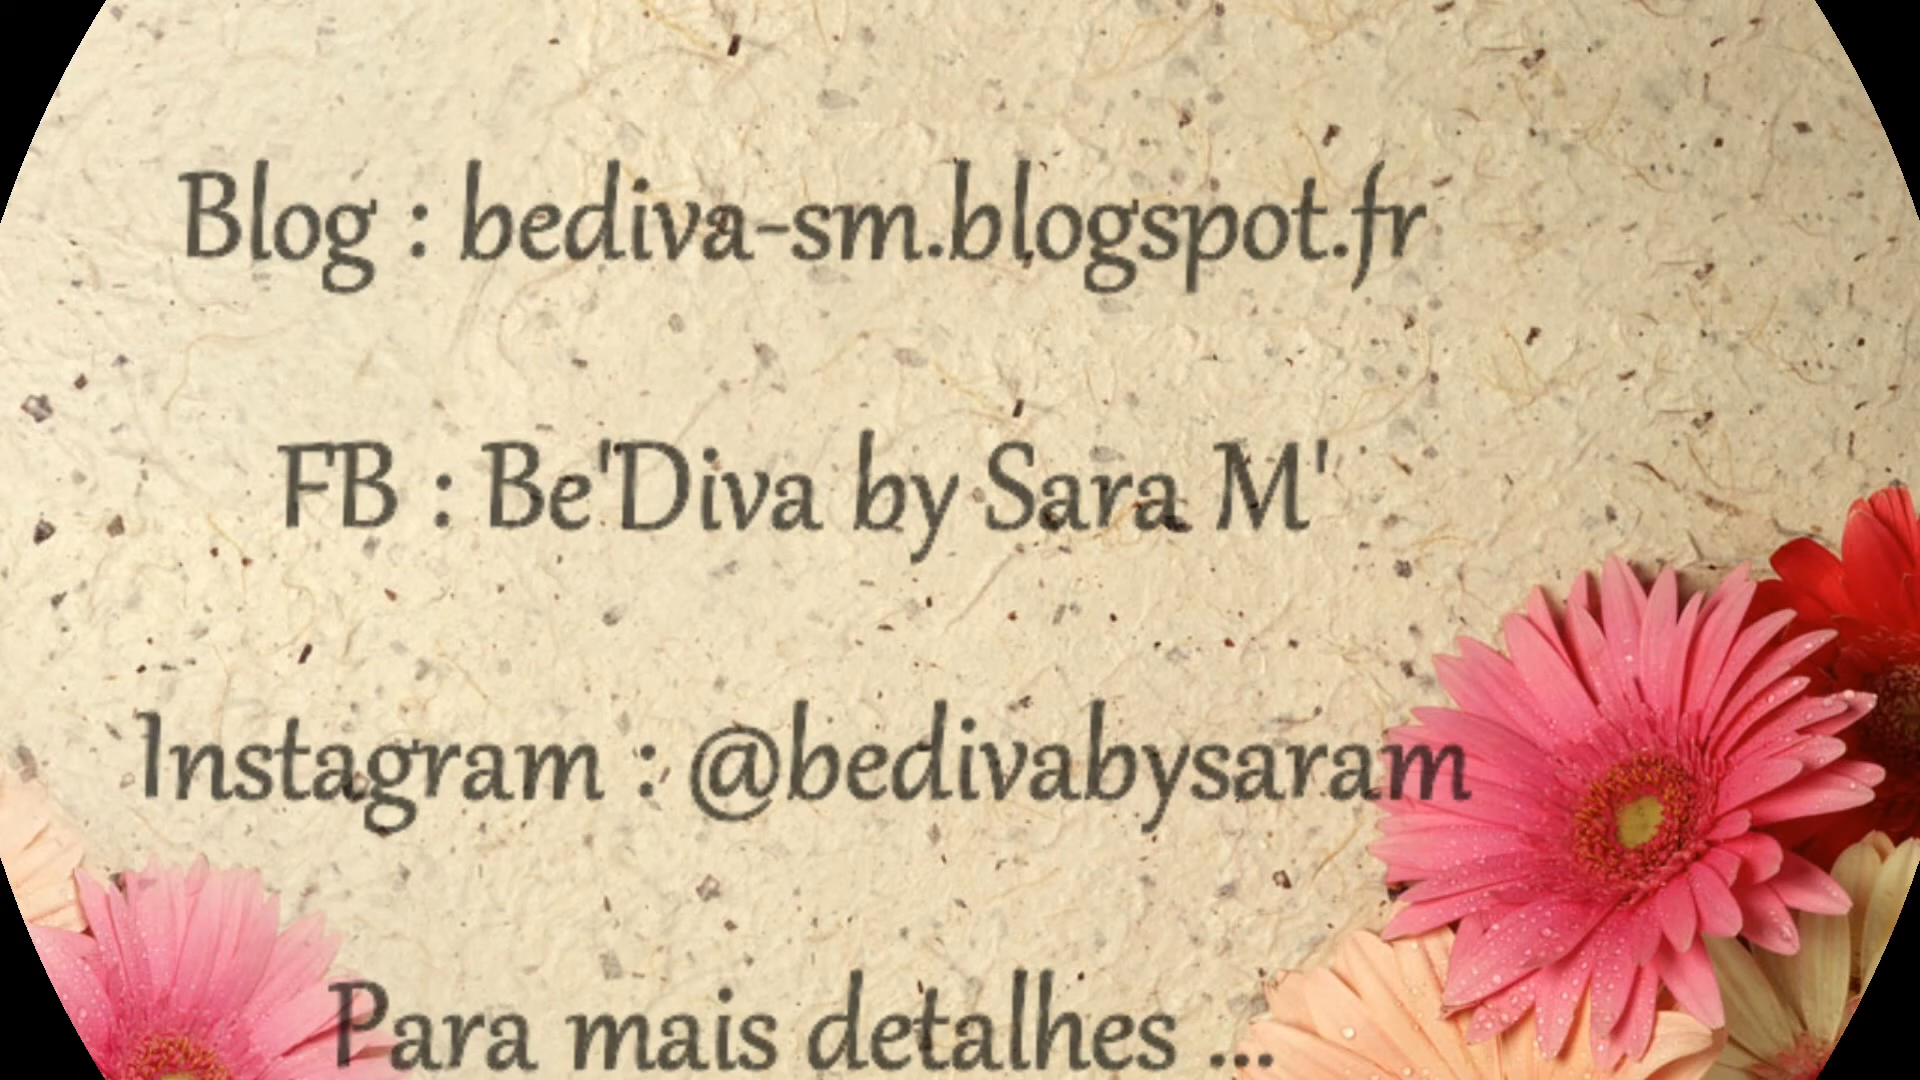 Blog : bediva-sm.blogspot.fr
FB : Be'Diva by Sara M'
Instagram : @bedivabysaram
Para mais detalhes ...